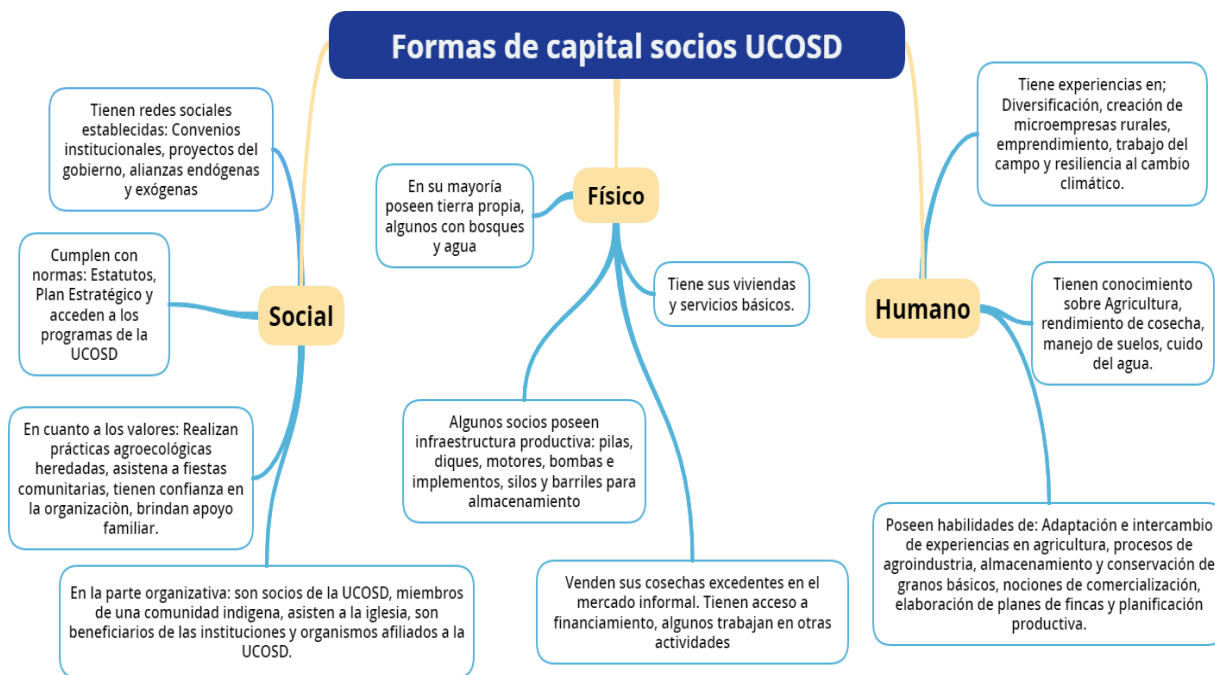 Formas de capital socios UCOSD
Tienen redes sociales
establecidas: Convenios
institucionales, proyectos del
gobierno, alianzas endógenas
y exógenas
Cumplen con
normas: Estatutos,
Plan Estratégico y
acceden a los
programas de la
UCOSD
Social
En cuanto a los valores: Realizan
prácticas agroecológicas
heredadas, asistena a fiestas
comunitarias, tienen confianza en
la organizaciòn, brindan apoyo
familiar.
En la parte organizativa: son socios de la UCOSD, miembros
de una comunidad indigena, asisten a la iglesia, son
beneficiarios de las instituciones y organismos afiliados a la
UCOSD.
Físico
En su mayoría
poseen tierra propia,
algunos con bosques
y agua
Tiene sus viviendas
y servicios básicos.
Algunos socios poseen
infraestructura productiva: pilas,
diques, motores, bombas e
implementos, silos y barriles para
almacenamiento
Venden sus cosechas excedentes en el
mercado informal. Tienen acceso a
financiamiento, algunos trabajan en otras
actividades
Humano
Tiene experiencias en;
Diversificación, creación de
microempresas rurales,
emprendimiento, trabajo del
campo y resiliencia al cambio
climático.
Tienen conocimiento
sobre Agricultura,
rendimiento de cosecha,
manejo de suelos, cuido
del agua.
Poseen habilidades de: Adaptación e intercambio
de experiencias en agricultura, procesos de
agroindustria, almacenamiento y conservación de
granos básicos, nociones de comercialización,
elaboración de planes de fincas y planificación
productiva.